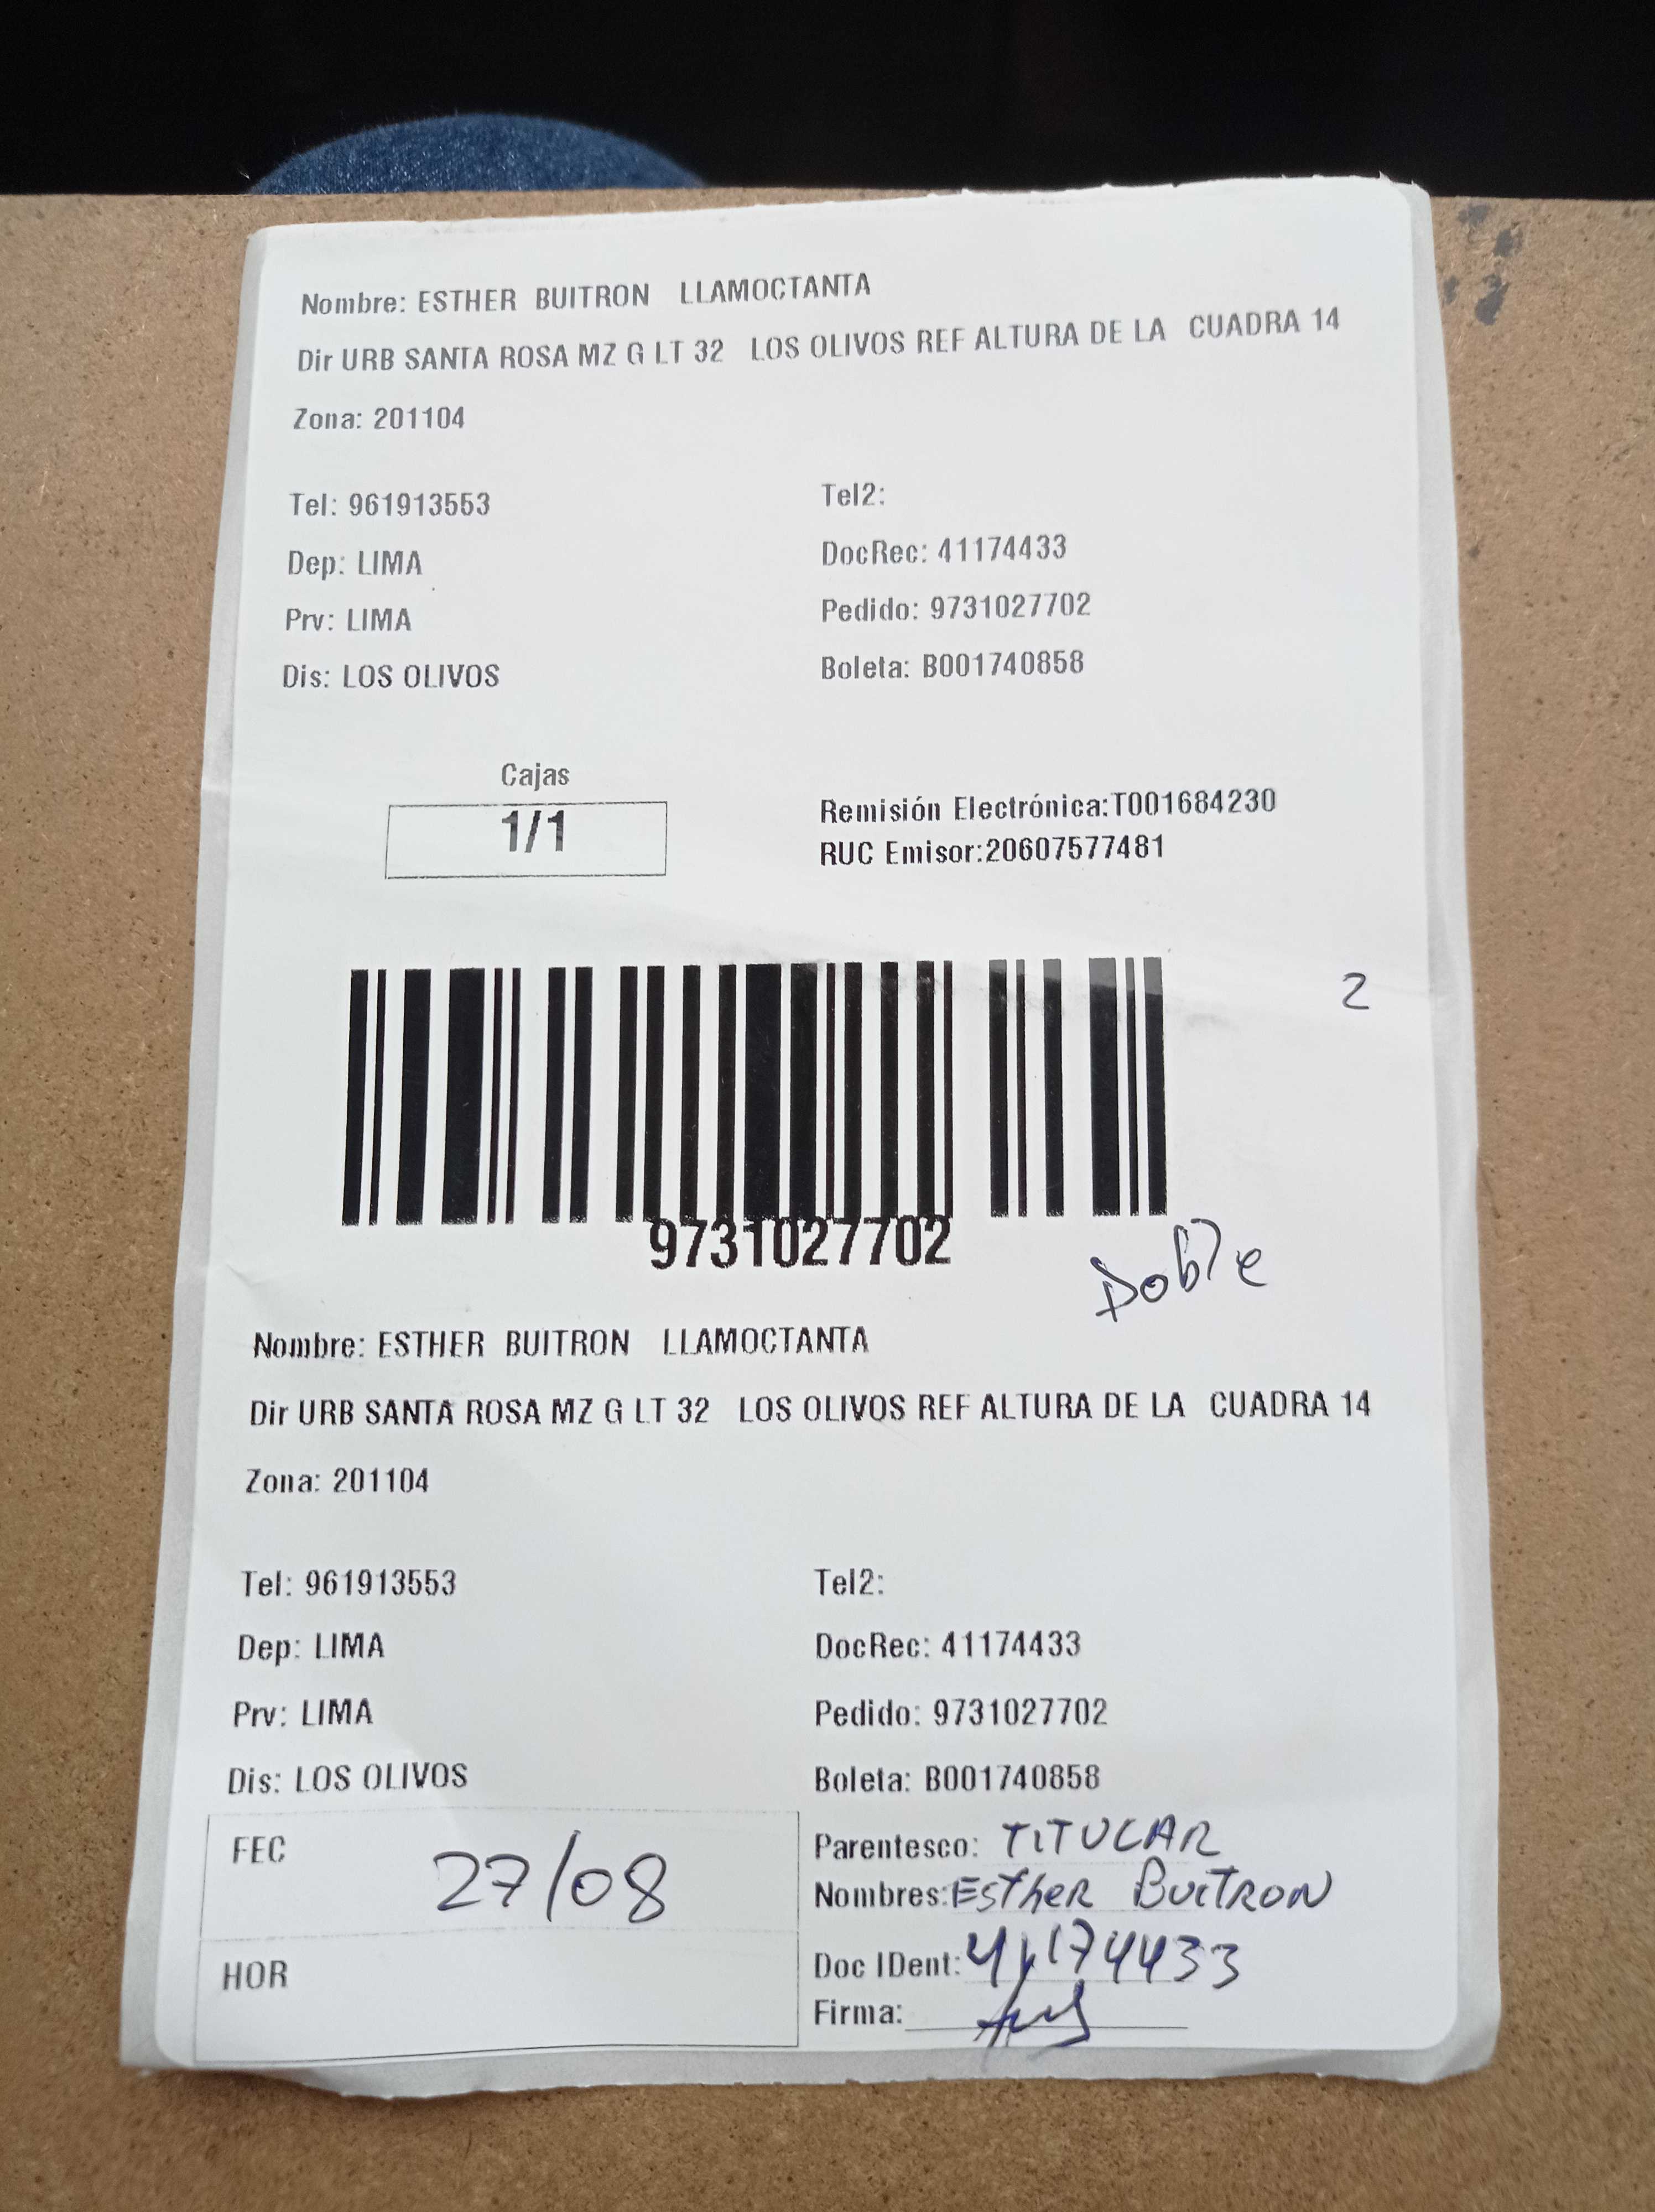 Nombre: ESTHER BUITRON LLAMOCTANTA
Dir URB SANTA ROSA MZ G LT 32 LOS OLIVOS REF ALTURA DE LA CUADRA 14
Zona: 201104
Tel: 961913553 Tel2:
Dep: LIMA DocRec: 41174433
Prv: LIMA Pedido: 9731027702
Dis: LOS OLIVOS Boleta: B001740858
Cajas
1/1
Remisión Electrónica:T001684230
RUC Emisor:20607577481
2
9731027702
Doble
Nombre: ESTHER BUITRON LLAMOCTANTA
Dir URB SANTA ROSA MZ G LT 32 LOS OLIVOS REF ALTURA DE LA CUADRA 14
Zona: 201104
Tel: 961913553 Tel2:
Dep: LIMA DocRec: 41174433
Prv: LIMA Pedido: 9731027702
Dis: LOS OLIVOS Boleta: B001740858
FEC 27/08
HOR
Parentesco: TITULAR
Nombres: Esther BuiTRON
Doc IDent: 41174433
Firma: